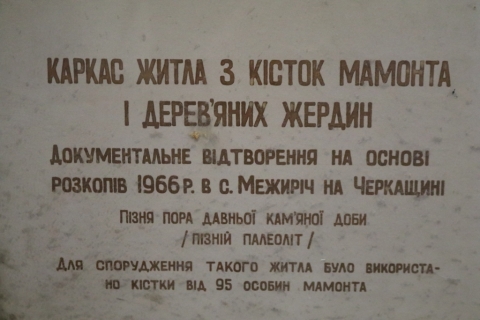 КАРКАС ЖИТЛА З КІСТОК МАМОНТА
І ДЕРЕВ'ЯНИХ ЖЕРДИН
ДОКУМЕНТАЛЬНЕ ВІДТВОРЕННЯ НА ОСНОВІ
РОЗКОПІВ 1966 Р. В С. МЕЖИРІЧ НА ЧЕРКАЩИНІ
ПІЗНЯ ПОРА ДАВНЬОЇ КАМ'ЯНОЇ ДОБИ
/ПІЗНІЙ ПАЛЕОЛІТ/
ДЛЯ СПОРУДЖЕННЯ ТАКОГО ЖИТЛА БУЛО ВИКОРИСТА-
НО КІСТКИ ВІД 95 ОСОБИН МАМОНТА